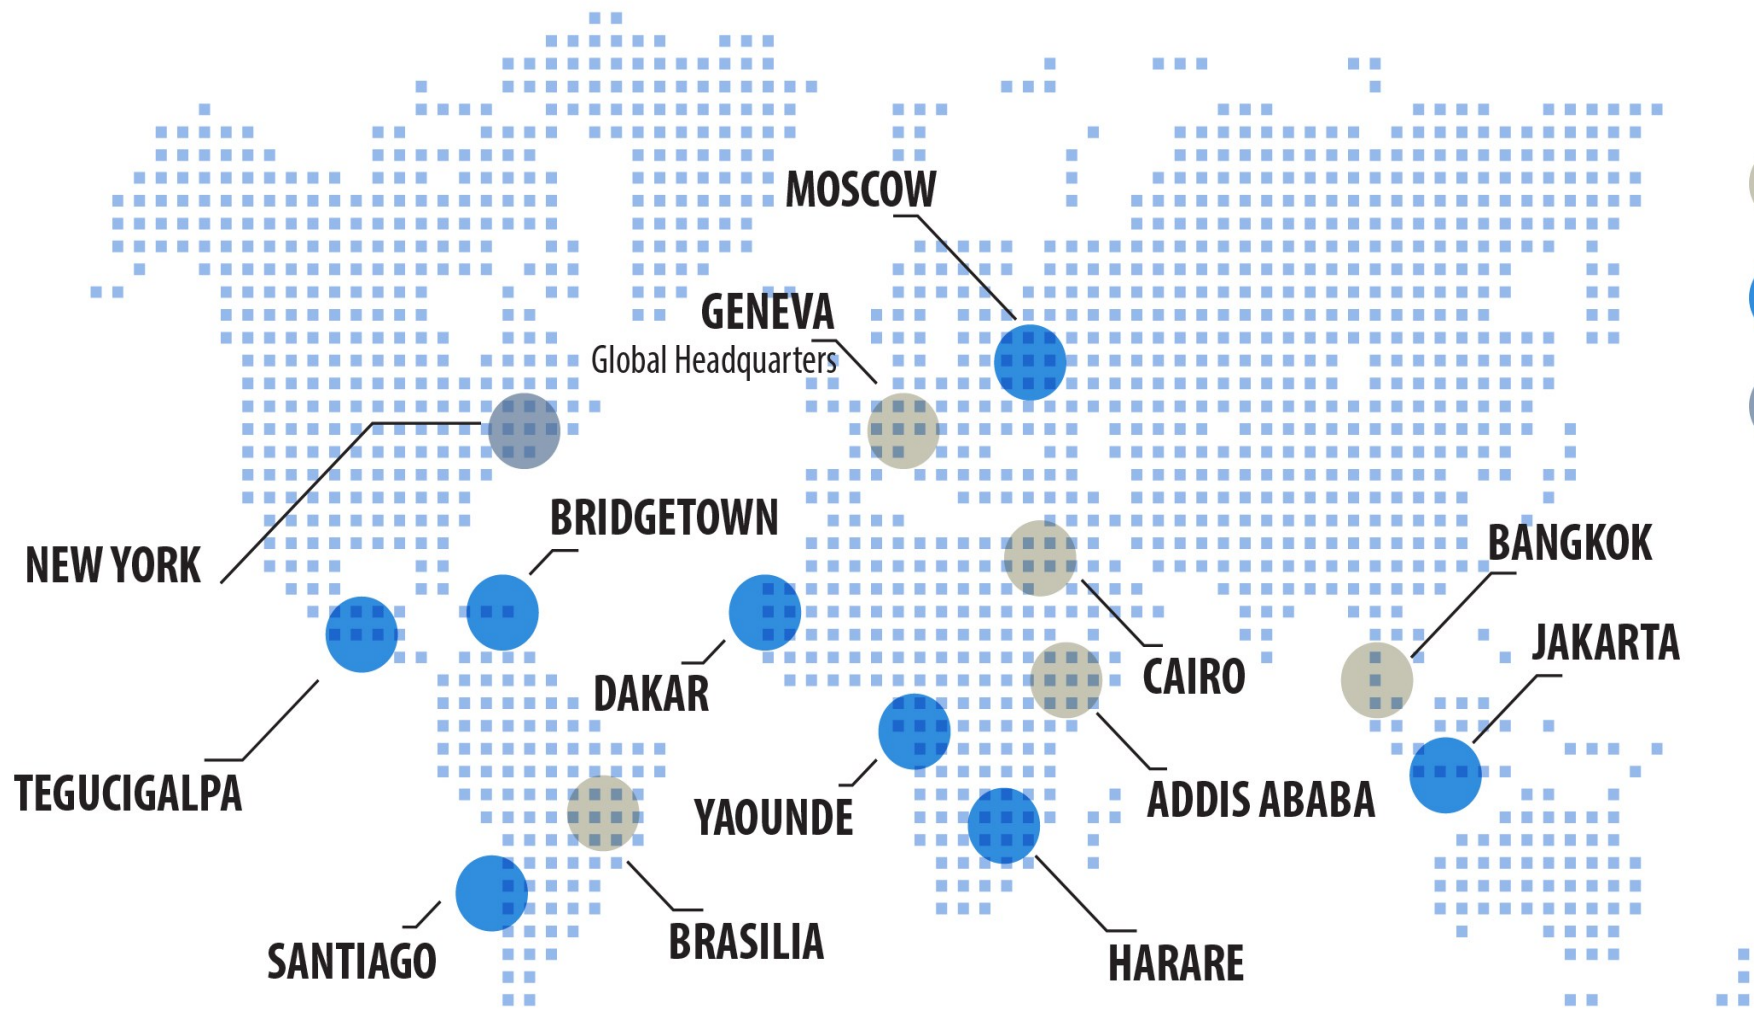 MOSCOW
GENEVA
Global Headquarters
BRIDGETOWN
NEW YORK
BANGKOK
JAKARTA
CAIRO
DAKAR
TEGUCIGALPA
YAOUNDE
ADDIS ABABA
BRASILIA
SANTIAGO
HARARE